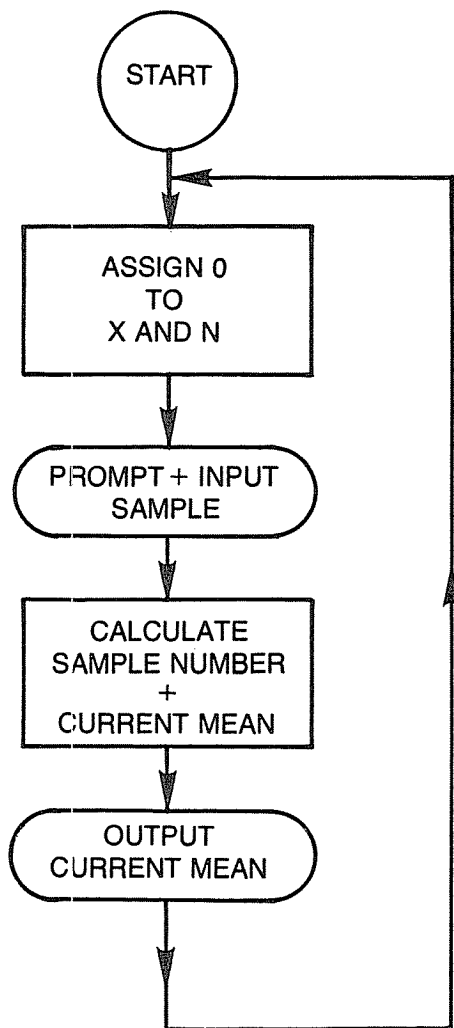 START
ASSIGN 0
TO
X AND N
PROMPT + INPUT
SAMPLE
CALCULATE
SAMPLE NUMBER
+
CURRENT MEAN
OUTPUT
CURRENT MEAN